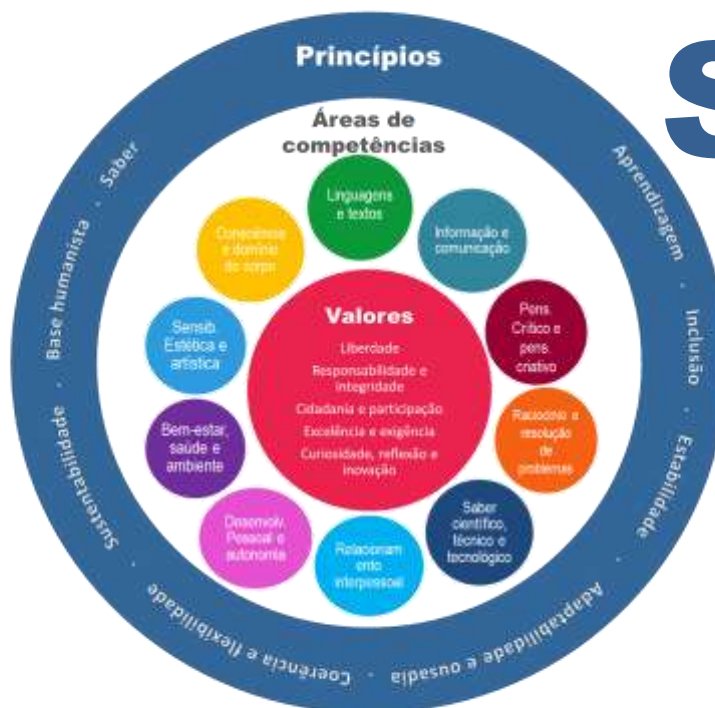 Princípios
S
Áreas de
competências
Linguagens
e textos
Informação e
comunicação
Pens.
Crítico e
pens.
criativo
Raciocínio e
resolução
de
problemas
Saber
científico,
técnico e
tecnológico
Relacionam
ento
interpessoal
Desenvolv.
Pessoal e
autonomia
Bem-estar,
saúde e
ambiente
Sensib.
Estética e
artística
Consciência
e domínio
do corpo
Valores
Liberdade
Responsabilidade e
integridade
Cidadania e participação
Excelência e exigência
Curiosidade, reflexão e
inovação
Aprendizagem · Inclusão · Estabilidade · Adaptabilidade e ousadia · Coerência e flexibilidade · Sustentabilidade · Base humanista · Saber